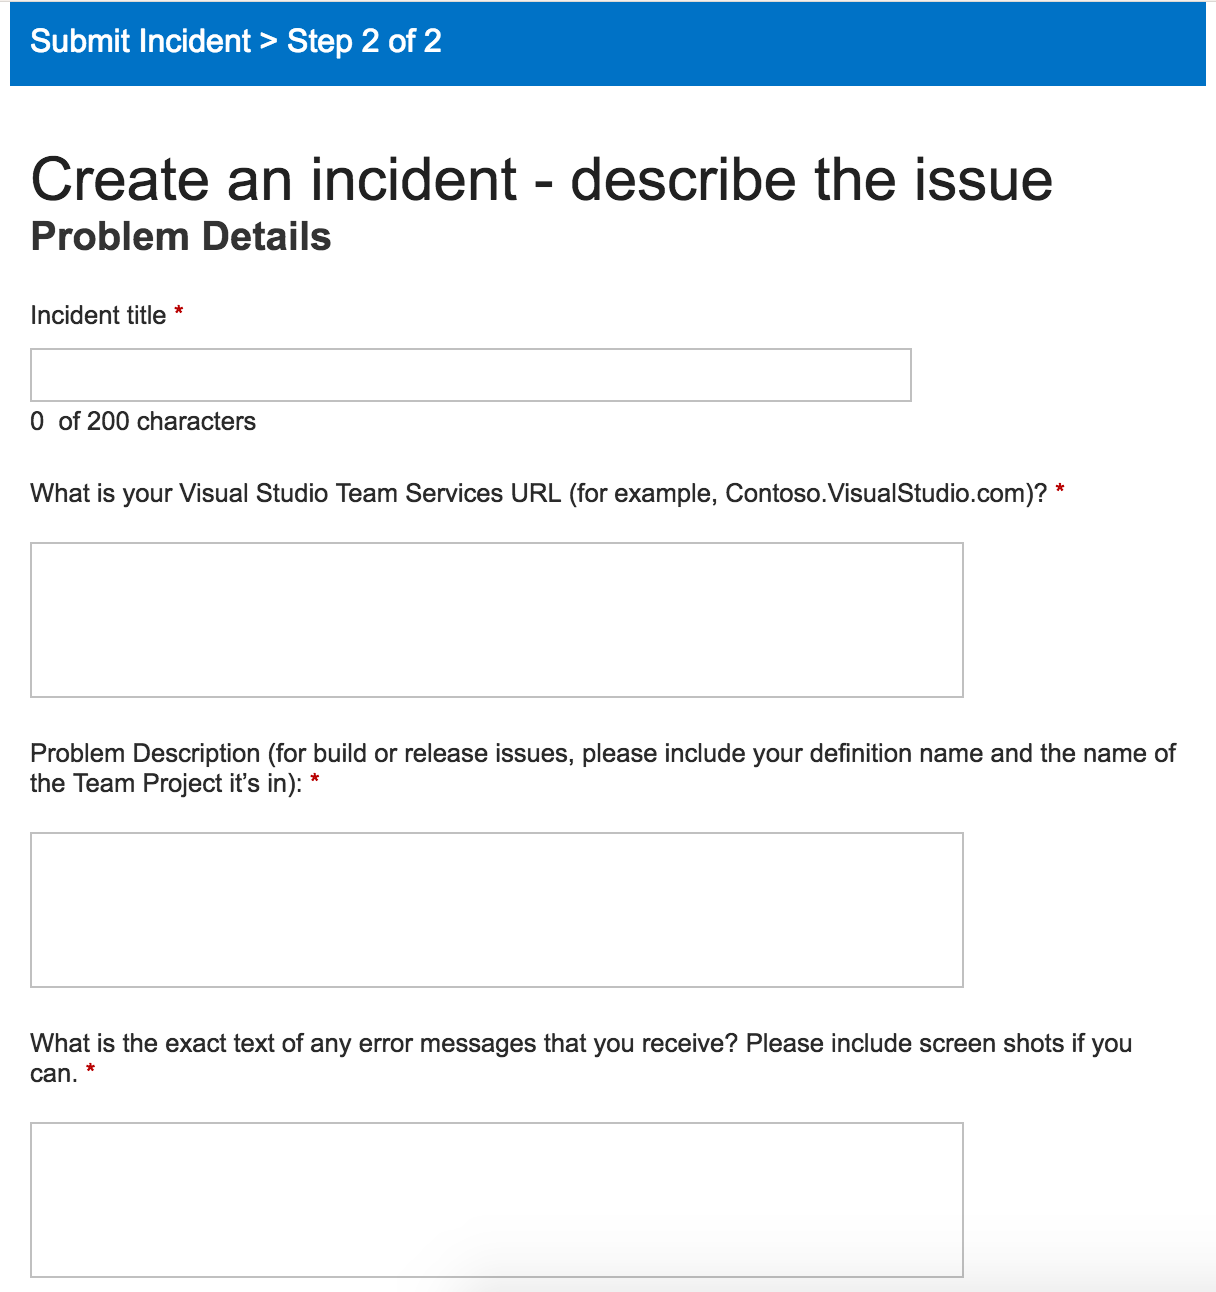 Submit Incident > Step 2 of 2
Create an incident - describe the issue
Problem Details
Incident title *
0 of 200 characters
What is your Visual Studio Team Services URL (for example, Contoso.VisualStudio.com)? *
Problem Description (for build or release issues, please include your definition name and the name of
the Team Project it’s in): *
What is the exact text of any error messages that you receive? Please include screen shots if you
can. *